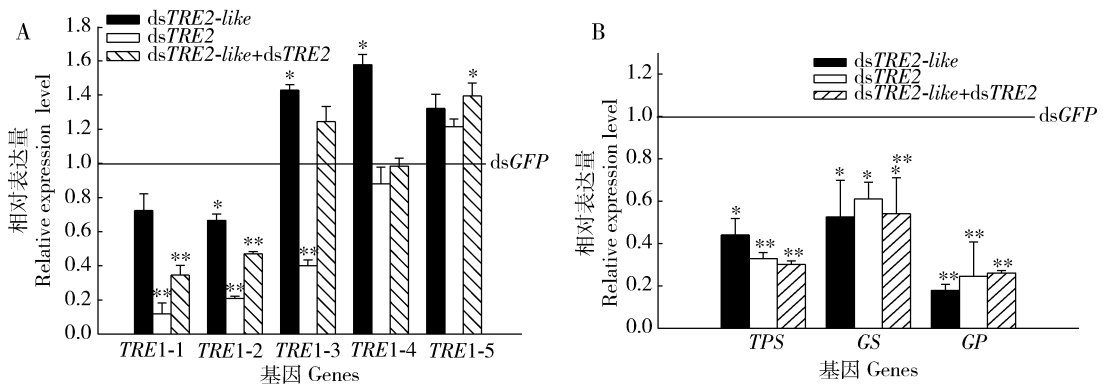 A
dsTRE2-like
dsTRE2
dsTRE2-like+dsTRE2
相对表达量
Relative expression level
1.8
1.6
1.4
1.2
1.0
0.8
0.6
0.4
0.2
0.0
*
**
*
**
**
*
**
*
*
**
dsGFP
TRE1-1 TRE1-2 TRE1-3 TRE1-4 TRE1-5
基因 Genes
B
dsTRE2-like
dsTRE2
dsTRE2-like+dsTRE2
相对表达量
Relative expression level
1.2
1.0
0.8
0.6
0.4
0.2
0.0
dsGFP
*
**
**
*
*
**
*
**
**
**
TPS GS GP
基因 Genes